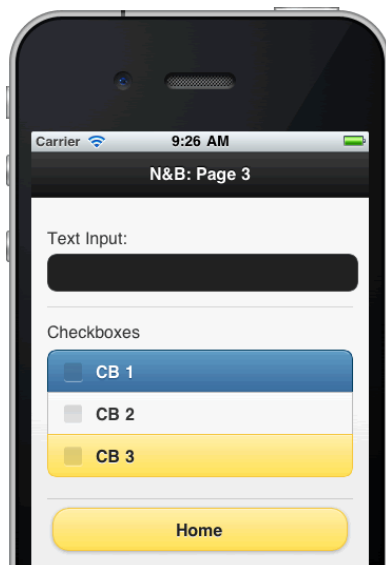 Carrier 9:26 AM
N&B: Page 3
Text Input:
Checkboxes
CB 1
CB 2
CB 3
Home